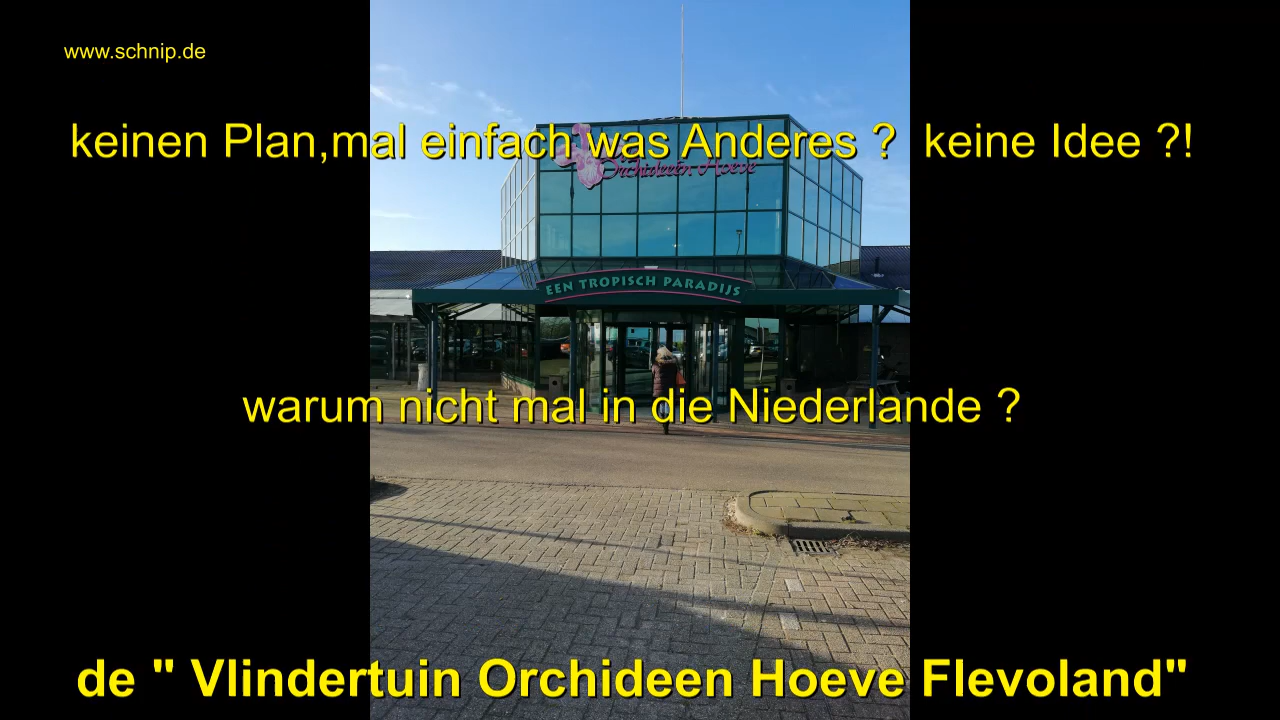 www.schnip.de
keinen Plan,mal einfach was Anderes ?  keine Idee ?!
Orchideeën Hoeve
EEN TROPISCH PARADIJS
warum nicht mal in die Niederlande ?
de " Vlindertuin Orchideen Hoeve Flevoland"